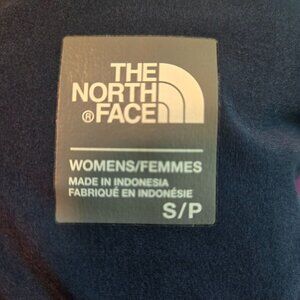 THE
NORTH
® FACE
WOMENS/FEMMES
MADE IN INDONESIA
FABRIQUÉ EN INDONÉSIE
S/P